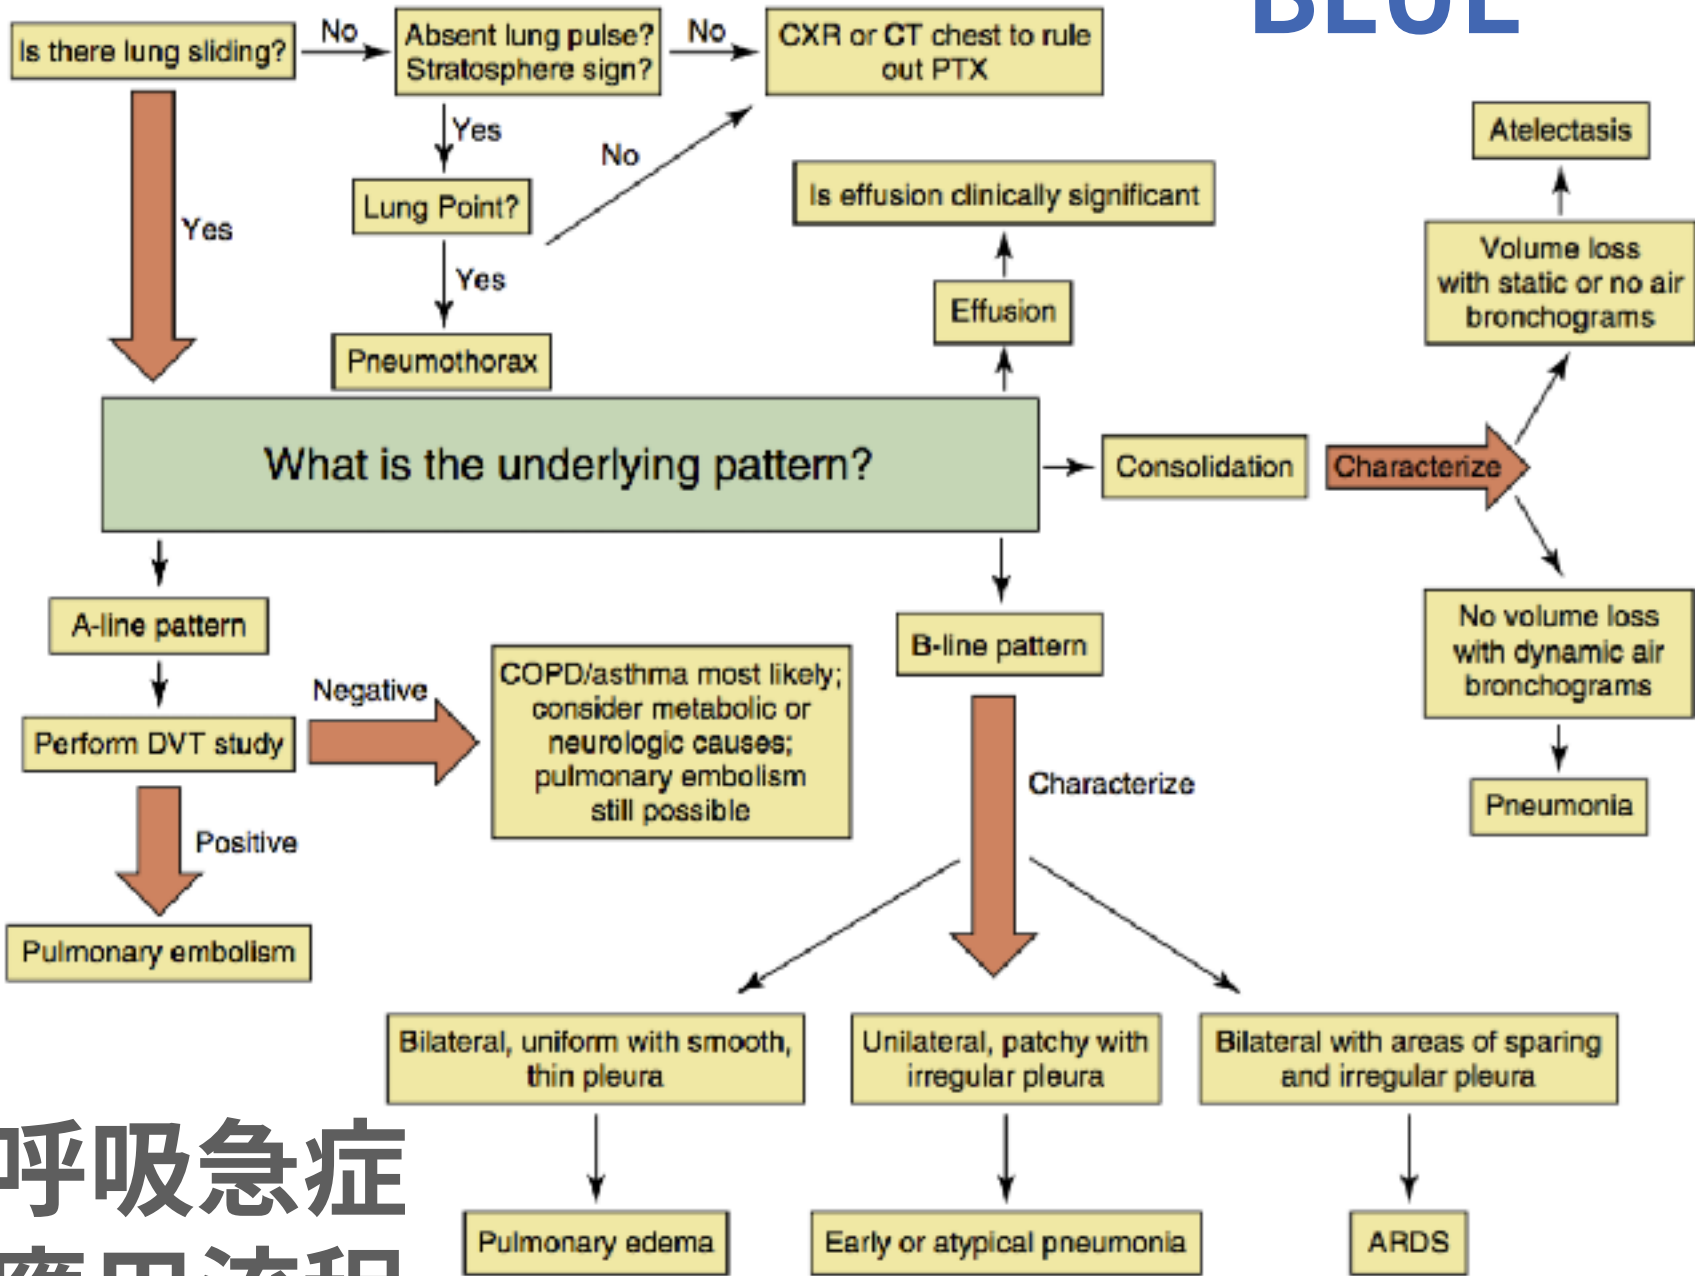 BLUE
Is there lung sliding?
No
Absent lung pulse?
Stratosphere sign?
No
CXR or CT chest to rule
out PTX
Yes
Yes
Lung Point?
No
Yes
Pneumothorax
Is effusion clinically significant
Effusion
Atelectasis
Volume loss
with static or no air
bronchograms
What is the underlying pattern?
Consolidation
Characterize
No volume loss
with dynamic air
bronchograms
Pneumonia
A-line pattern
Perform DVT study
Negative
COPD/asthma most likely;
consider metabolic or
neurologic causes;
pulmonary embolism
still possible
Positive
Pulmonary embolism
B-line pattern
Characterize
Bilateral, uniform with smooth,
thin pleura
Unilateral, patchy with
irregular pleura
Bilateral with areas of sparing
and irregular pleura
Pulmonary edema
Early or atypical pneumonia
ARDS
呼吸急症
應用流程